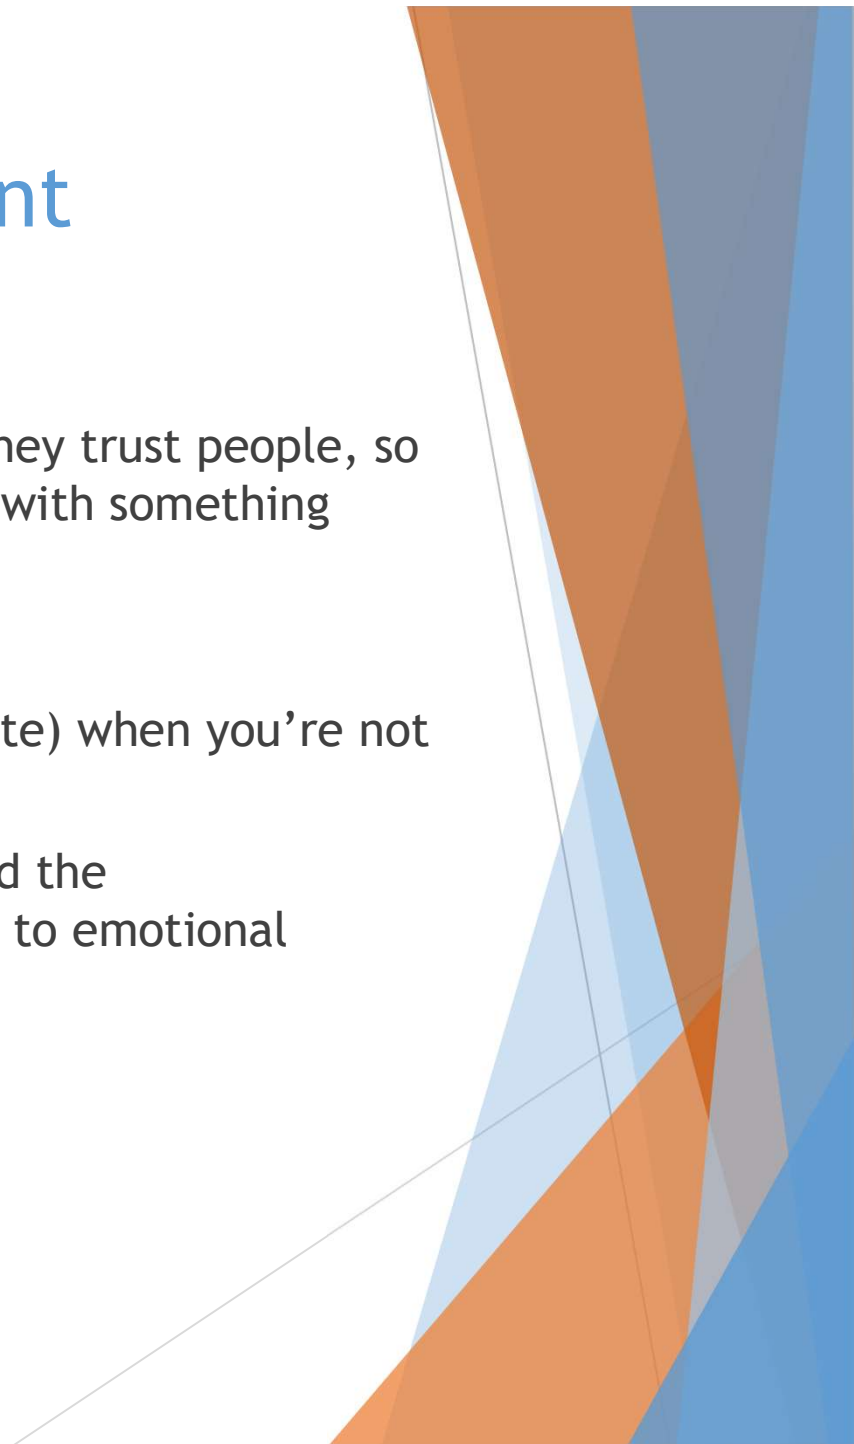 nt
hey trust people, so
with something
te) when you’re not
d the
to emotional